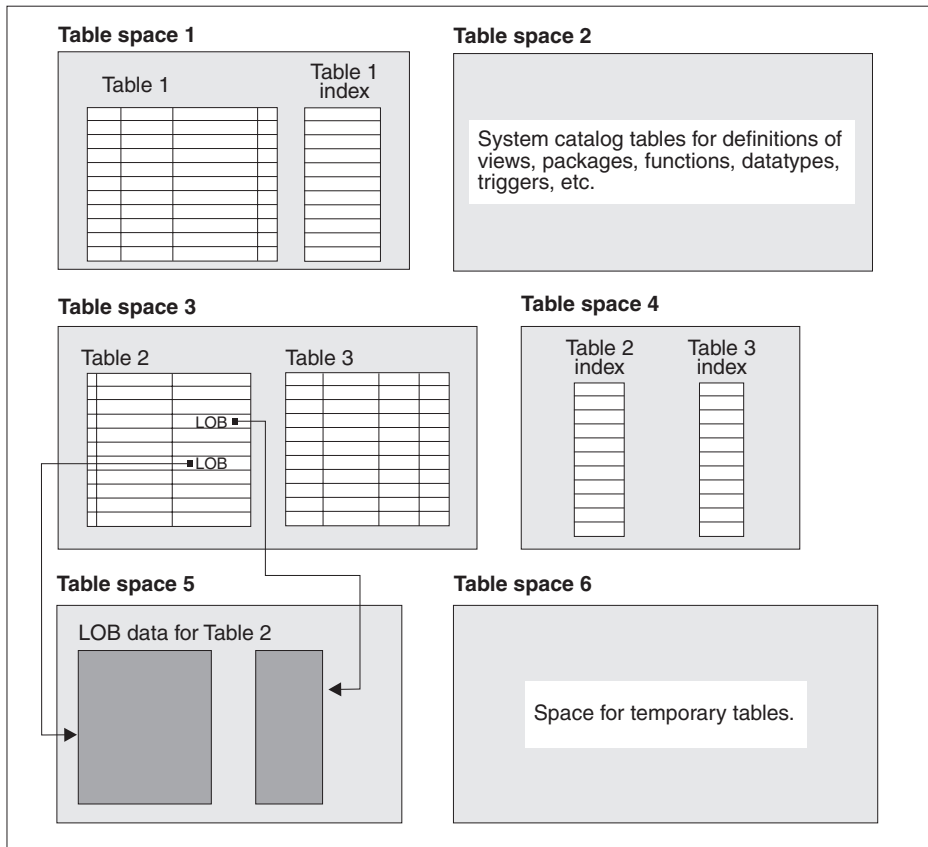 Table space 1
Table 1
Table 1
index
Table space 2
System catalog tables for definitions of
views, packages, functions, datatypes,
triggers, etc.
Table space 3
Table 2
LOB
LOB
Table 3
Table space 4
Table 2
index
Table 3
index
Table space 5
LOB data for Table 2
Table space 6
Space for temporary tables.